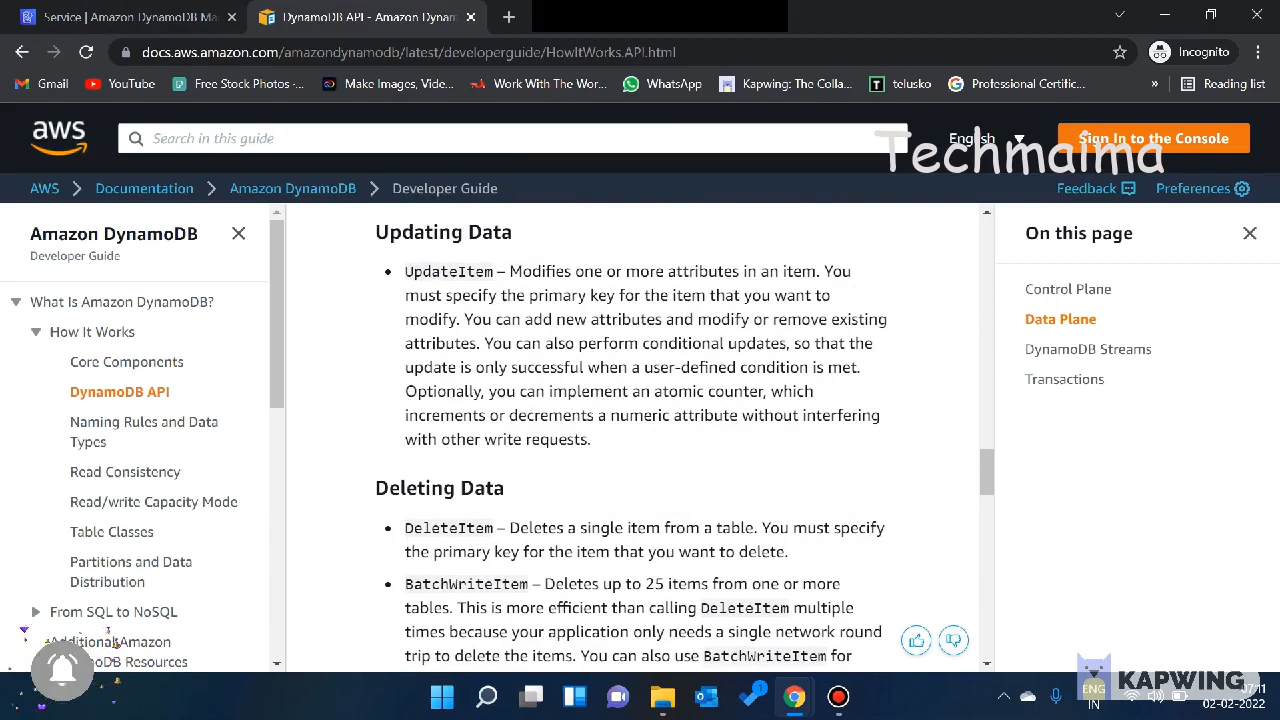 Service | Amazon DynamoDB Ma
DynamoDB API - Amazon Dynam
docs.aws.amazon.com/amazondynamodb/latest/developerguide/HowItWorks.API.html
Incognito
Gmail
YouTube
Free Stock Photos -...
Make Images, Vide...
Work With The Wor...
WhatsApp
Kapwing: The Colla...
telusko
Professional Certific...
»
Reading list
aws
Search in this guide
English
Sign In to the Console
Techmaima
AWS > Documentation > Amazon DynamoDB > Developer Guide
Feedback
Preferences
Amazon DynamoDB
Developer Guide
What Is Amazon DynamoDB?
How It Works
Core Components
DynamoDB API
Naming Rules and Data
Types
Read Consistency
Read/write Capacity Mode
Table Classes
Partitions and Data
Distribution
From SQL to NoSQL
Additional Amazon
DB Resources
Updating Data
• UpdateItem – Modifies one or more attributes in an item. You
must specify the primary key for the item that you want to
modify. You can add new attributes and modify or remove existing
attributes. You can also perform conditional updates, so that the
update is only successful when a user-defined condition is met.
Optionally, you can implement an atomic counter, which
increments or decrements a numeric attribute without interfering
with other write requests.
Deleting Data
• DeleteItem – Deletes a single item from a table. You must specify
the primary key for the item that you want to delete.
• BatchWriteItem – Deletes up to 25 items from one or more
tables. This is more efficient than calling DeleteItem multiple
times because your application only needs a single network round
trip to delete the items. You can also use BatchWriteItem for
On this page
Control Plane
Data Plane
DynamoDB Streams
Transactions
KAPWING
ENG
IN
07:11
02-02-2022